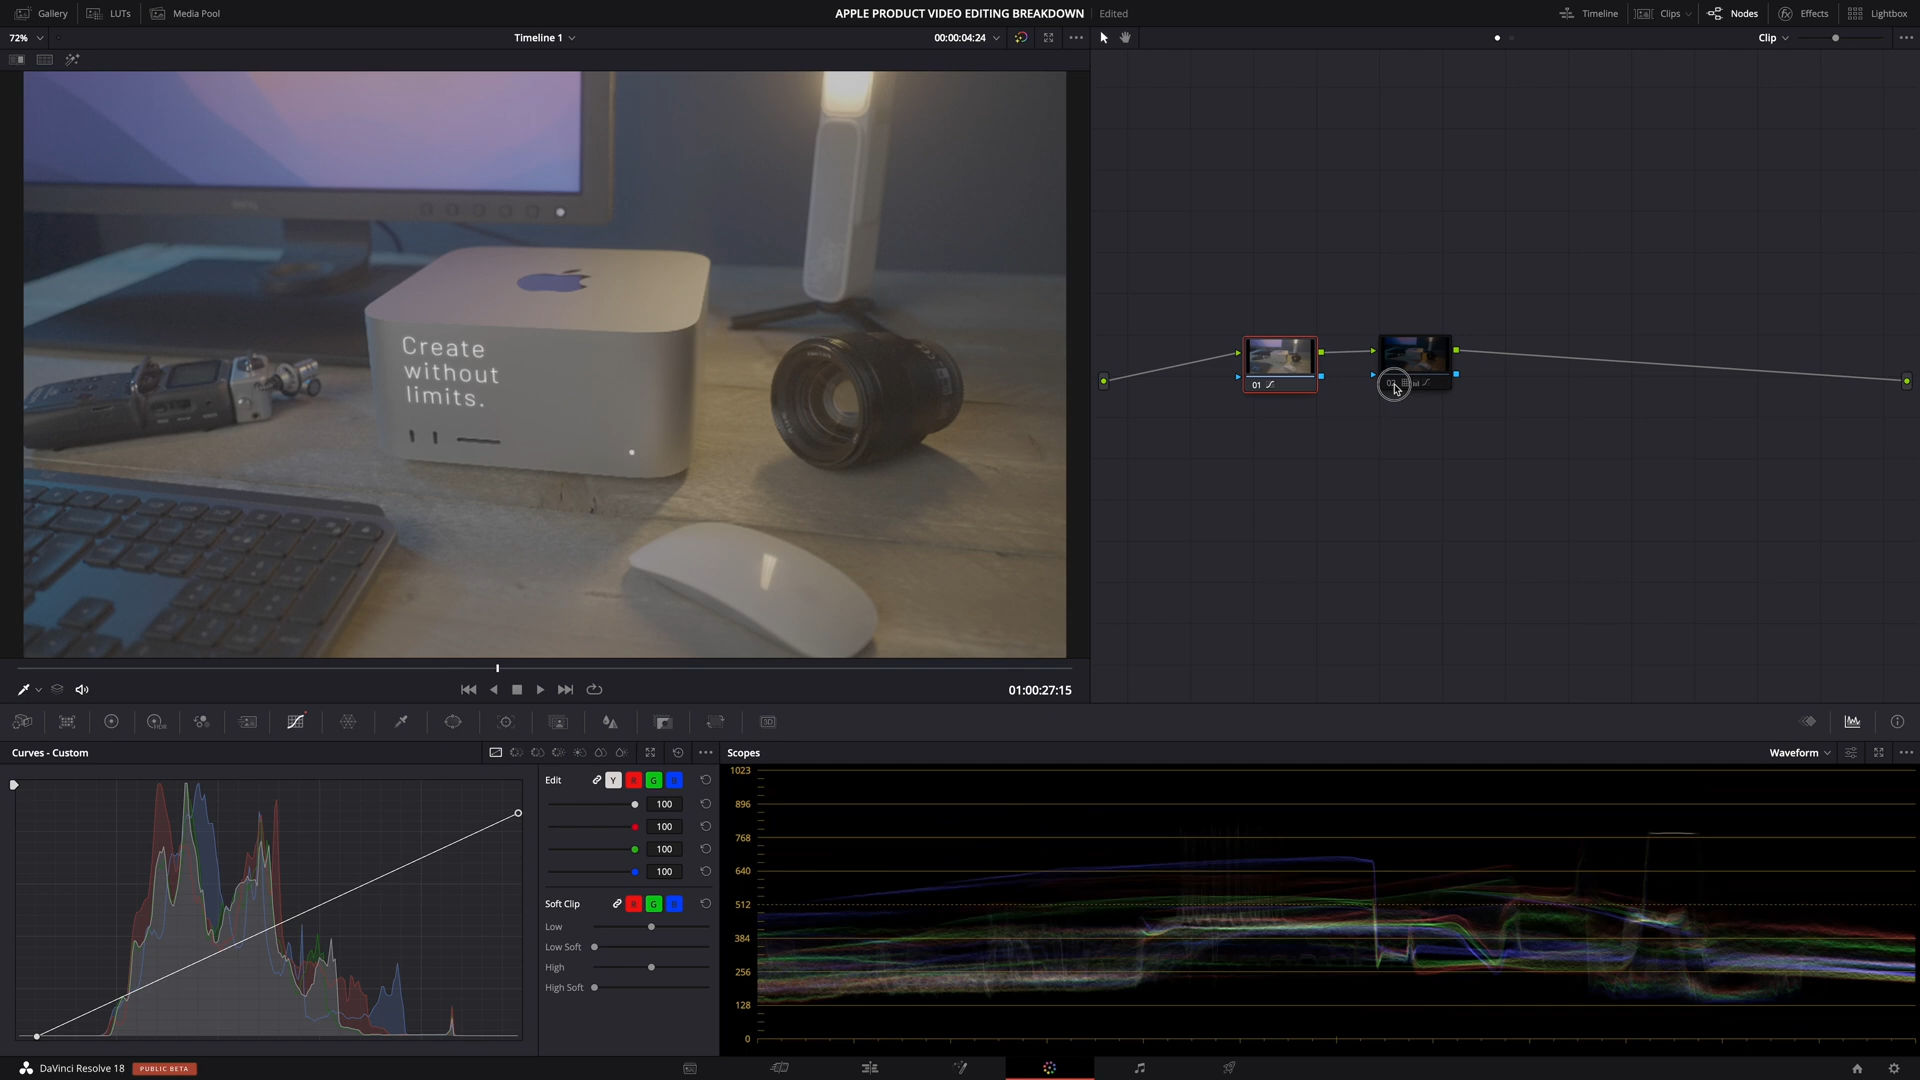 Gallery LUTs Media Pool APPLE PRODUCT VIDEO EDITING BREAKDOWN Edited Timeline Clips Nodes Effects Lightbox
72% Timeline 1 00:00:04:24 Clip
Create
without
limits.
01
01:00:27:15
HDR
3D
Curves - Custom
Edit Y R G B
100
100
100
100
Soft Clip R G B
Low
Low Soft
High
High Soft
Scopes Waveform
1023
896
768
640
512
384
256
128
0
DaVinci Resolve 18 PUBLIC BETA